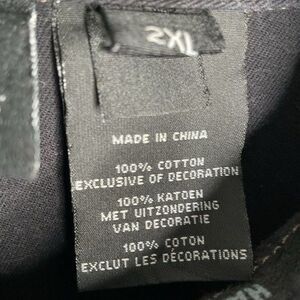 2XL
MADE IN CHINA
100% COTTON
EXCLUSIVE OF DECORATION
100% KATOEN
MET UITZONDERING
VAN DECORATIE
100% COTON
EXCLUT LES DÉCORATIONS